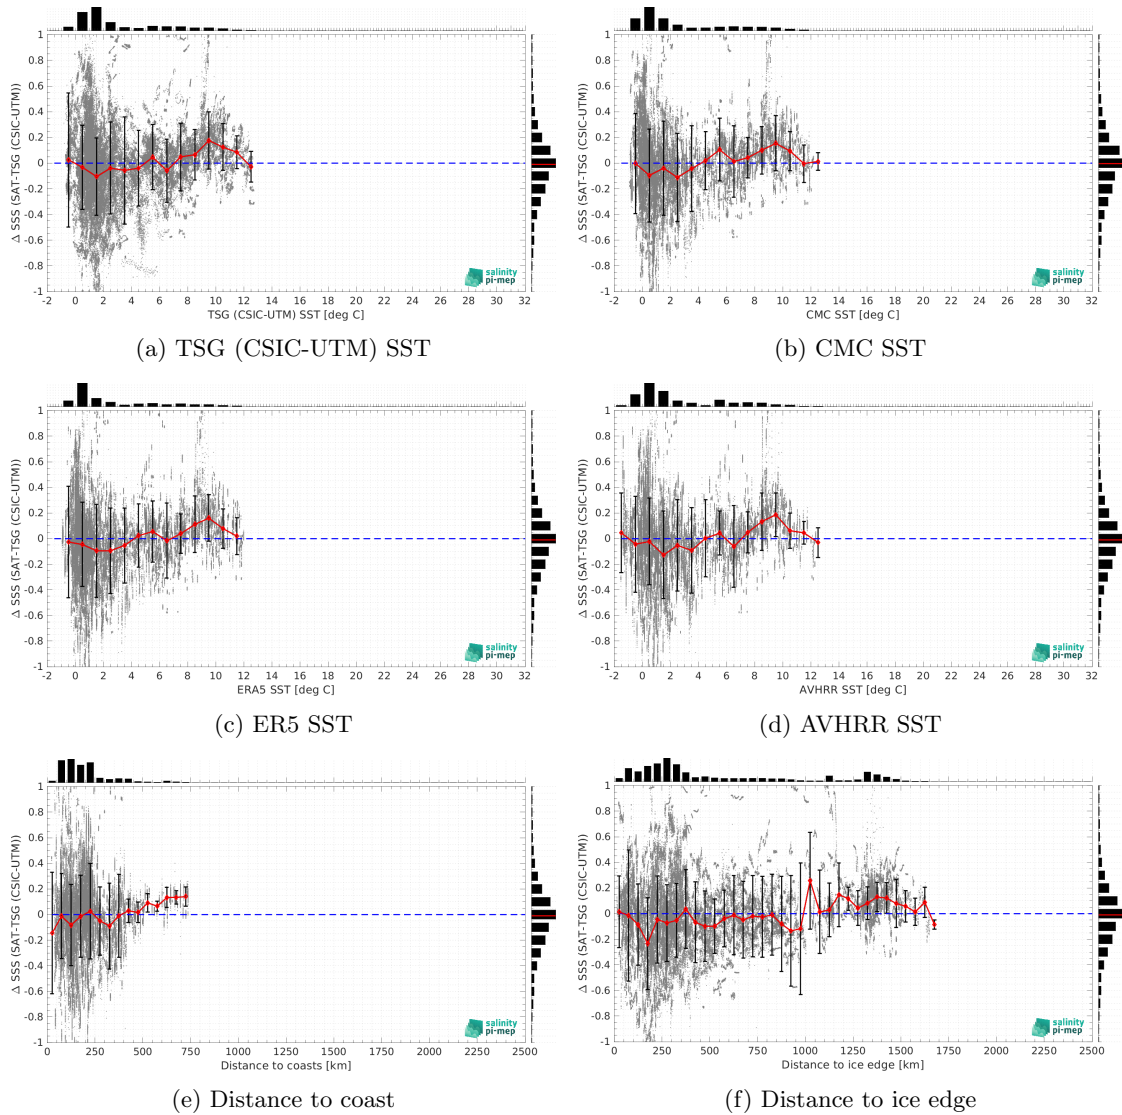 1
0.8
0.6
0.4
0.2
0
-0.2
-0.4
-0.6
-0.8
-1
Δ SSS (SAT-TSG (CSIC-UTM))
salinity
pi-mep
-2 0 2 4 6 8 10 12 14 16 18 20 22 24 26 28 30 32
TSG (CSIC-UTM) SST [deg C]
(a) TSG (CSIC-UTM) SST
1
0.8
0.6
0.4
0.2
0
-0.2
-0.4
-0.6
-0.8
-1
Δ SSS (SAT-TSG (CSIC-UTM))
salinity
pi-mep
-2 0 2 4 6 8 10 12 14 16 18 20 22 24 26 28 30 32
CMC SST [deg C]
(b) CMC SST
1
0.8
0.6
0.4
0.2
0
-0.2
-0.4
-0.6
-0.8
-1
Δ SSS (SAT-TSG (CSIC-UTM))
salinity
pi-mep
-2 0 2 4 6 8 10 12 14 16 18 20 22 24 26 28 30 32
ERA5 SST [deg C]
(c) ER5 SST
1
0.8
0.6
0.4
0.2
0
-0.2
-0.4
-0.6
-0.8
-1
Δ SSS (SAT-TSG (CSIC-UTM))
salinity
pi-mep
-2 0 2 4 6 8 10 12 14 16 18 20 22 24 26 28 30 32
AVHRR SST [deg C]
(d) AVHRR SST
1
0.8
0.6
0.4
0.2
0
-0.2
-0.4
-0.6
-0.8
-1
Δ SSS (SAT-TSG (CSIC-UTM))
salinity
pi-mep
0 250 500 750 1000 1250 1500 1750 2000 2250 2500
Distance to coasts [km]
(e) Distance to coast
1
0.8
0.6
0.4
0.2
0
-0.2
-0.4
-0.6
-0.8
-1
Δ SSS (SAT-TSG (CSIC-UTM))
salinity
pi-mep
0 250 500 750 1000 1250 1500 1750 2000 2250 2500
Distance to ice edge [km]
(f) Distance to ice edge